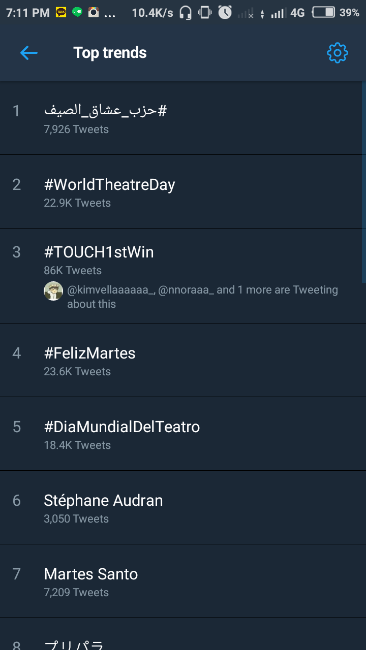 7:11 PM ... 10.4K/s 4G 39%
Top trends
1 #حزب_عشاق_الصيف
7,926 Tweets
2 #WorldTheatreDay
22.9K Tweets
3 #TOUCH1stWin
86K Tweets
@kimvellaaaaaa_, @nnoraaa_ and 1 more are Tweeting
about this
4 #FelizMartes
23.6K Tweets
5 #DiaMundialDelTeatro
18.4K Tweets
6 Stéphane Audran
3,050 Tweets
7 Martes Santo
7,209 Tweets
8 プリパラ